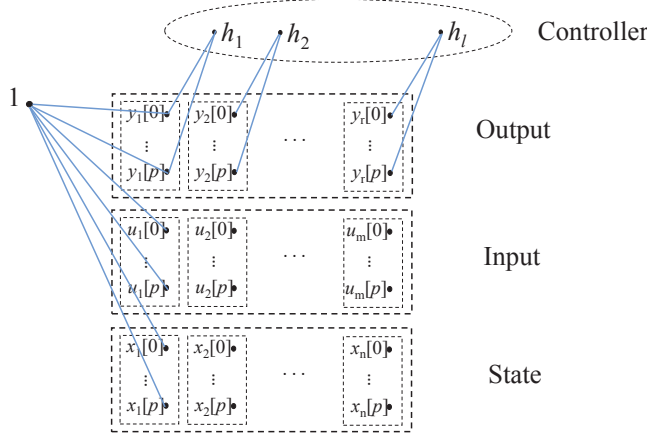 h₁ h₂ hₗ Controller
1
y₁[0] y₂[0] yᵣ[0]
⋮ ⋮ ... ⋮ Output
y₁[p] y₂[p] yᵣ[p]
u₁[0] u₂[0] uₘ[0]
⋮ ⋮ ... ⋮ Input
u₁[p] u₂[p] uₘ[p]
x₁[0] x₂[0] xₙ[0]
⋮ ⋮ ... ⋮ State
x₁[p] x₂[p] xₙ[p]